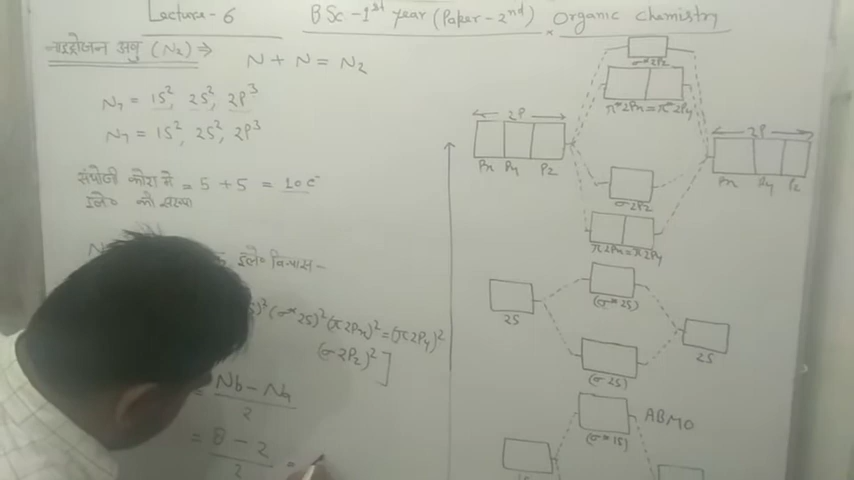 Lecture-6 BSc-1st year (Paper-2nd) Organic chemistry
नाइट्रोजन अणु (N2) ⇒ N + N = N2
N7 = 1S², 2S², 2P³
N7 = 1S², 2S², 2P³
संयोजी कोश में = 5 + 5 = 10 e⁻
इले० की संख्या
इले० विन्यास -
(σ*2S)² (π2Px)² = (π2Py)²
(σ2Pz)² ]
= Nb - Na
2
= 8 - 2
2 =
σ*2Pz
π*2Px = π*2Py
2P
Px Py Pz
2P
Px Py Pz
σ2Pz
π2Px = π2Py
(σ*2S)
2S
2S
(σ2S)
(σ*1S) ABMO